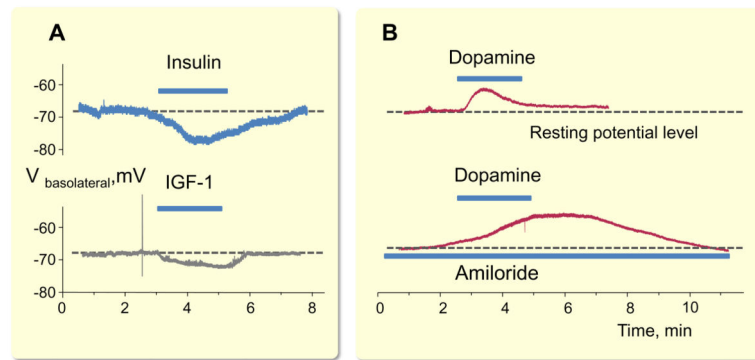 A
Insulin
-60
-70
-80
V basolateral,mV
IGF-1
-60
-70
-80
0 2 4 6 8
B
Dopamine
Resting potential level
Dopamine
Amiloride
0 2 4 6 8 10
Time, min